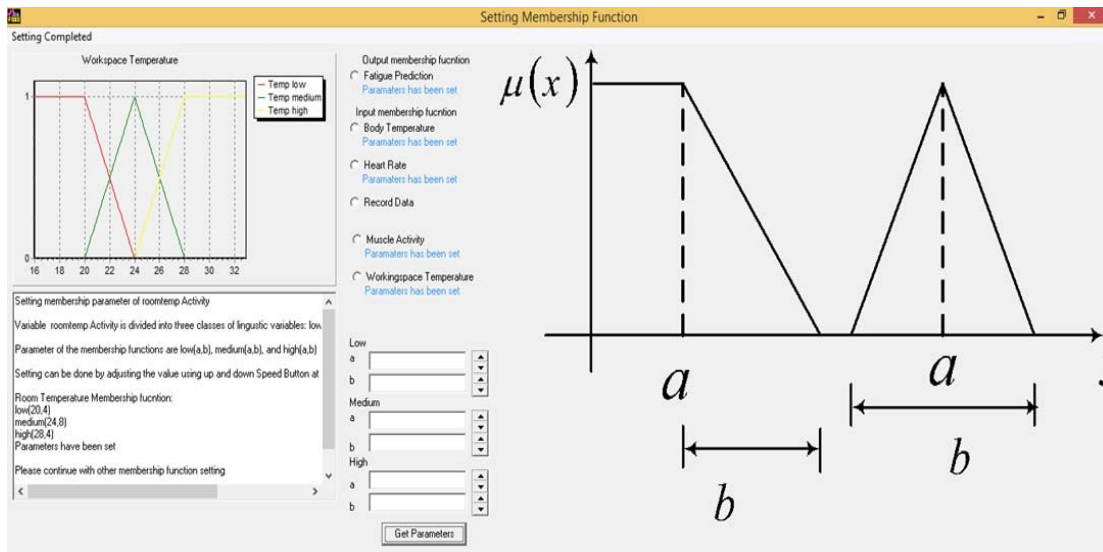 Setting Membership Function
Setting Completed
Workspace Temperature
Temp low
Temp medium
Temp high
1
0
16 18 20 22 24 26 28 30 32
Setting membership parameter of roomtemp Activity
Variable roomtemp Activity is divided into three classes of lingustic variables: low
Parameter of the membership functions are low(a,b), medium(a,b), and high(a,b)
Setting can be done by adjusting the value using up and down Speed Button at
Room Temperature Membership fucntion:
low(20,4)
medium(24,8)
high(28,4)
Parameters have been set
Please continue with other membership function setting
Output membership fucntion
Fatigue Prediction
Paramaters has been set
Input membership fucntion
Body Temperature
Paramaters has been set
Heart Rate
Paramaters has been set
Record Data
Muscle Activity
Paramaters has been set
Workingspace Temperature
Paramaters has been set
Low
a
b
Medium
a
b
High
a
b
Get Parameters
μ(x)
a
a
b
b